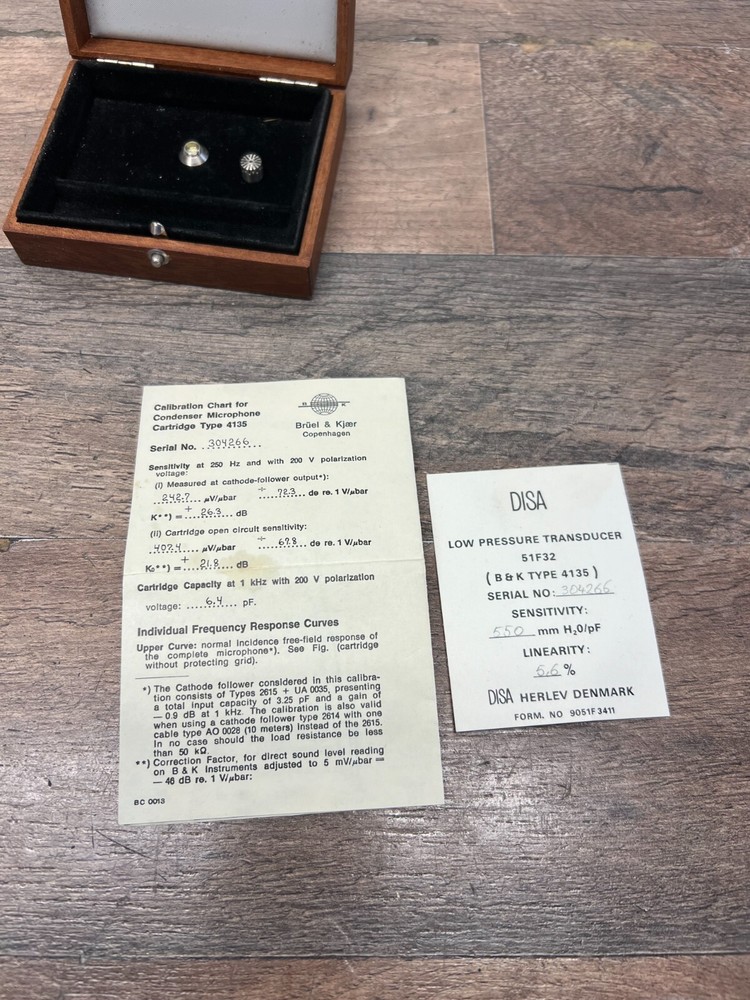 Calibration Chart for
Condenser Microphone
Cartridge Type 4135
Brüel & Kjær
Copenhagen
Serial No. 304266
Sensitivity at 250 Hz and with 200 V polarization
voltage:
(i) Measured at cathode-follower output*):
242.7 µV/µbar ÷ 72.3 de re. 1 V/µbar
K**) = + 26.3 dB
(ii) Cartridge open circuit sensitivity:
407.4 µV/µbar ÷ 67.8 de re. 1 V/µbar
K₀**) = + 21.8 dB
Cartridge Capacity at 1 kHz with 200 V polarization
voltage: 6.4 pF.
Individual Frequency Response Curves
Upper Curve: normal incidence free-field response of
the complete microphone*). See Fig. (cartridge
without protecting grid).
*) The Cathode follower considered in this calibra-
tion consists of Types 2615 + UA 0035, presenting
a total input capacity of 3.25 pF and a gain of
— 0.9 dB at 1 kHz. The calibration is also valid
when using a cathode follower type 2614 with one
cable type AO 0028 (10 meters) instead of the 2615.
In no case should the load resistance be less
than 50 kΩ.
**) Correction Factor, for direct sound level reading
on B & K Instruments adjusted to 5 mV/µbar =
— 46 dB re. 1 V/µbar:
BC 0013
DISA
LOW PRESSURE TRANSDUCER
51F32
( B & K TYPE 4135 )
SERIAL NO: 304266
SENSITIVITY:
550 mm H₂0/pF
LINEARITY:
6.6 %
DISA HERLEV DENMARK
FORM. NO 9051F3411